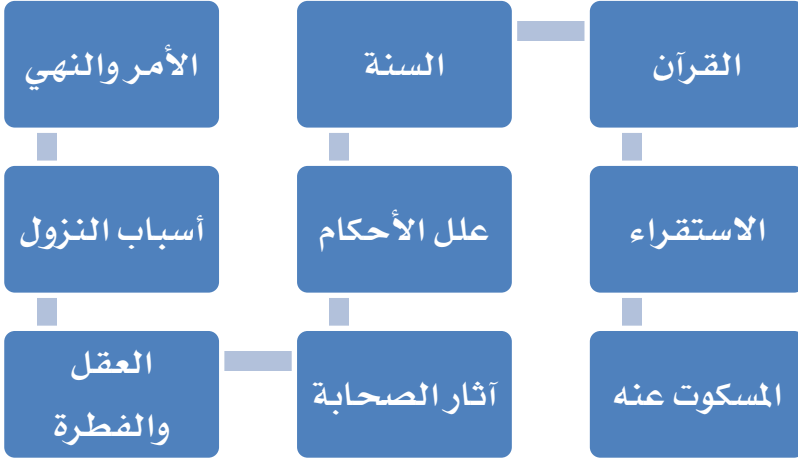 القرآن
السنة
الأمر والنهي
الاستقراء
علل الأحكام
أسباب النزول
المسكوت عنه
آثار الصحابة
العقل
والفطرة